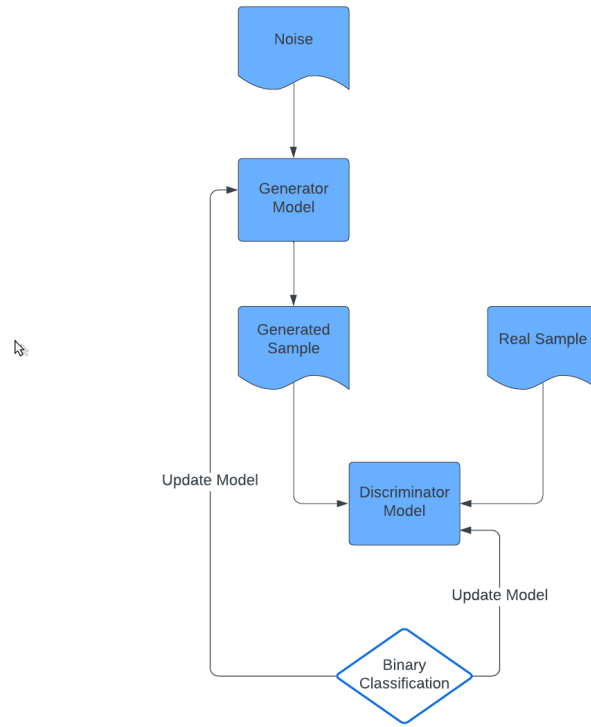 Noise
Generator
Model
Generated
Sample
Real Sample
Update Model
Discriminator
Model
Update Model
Binary
Classification